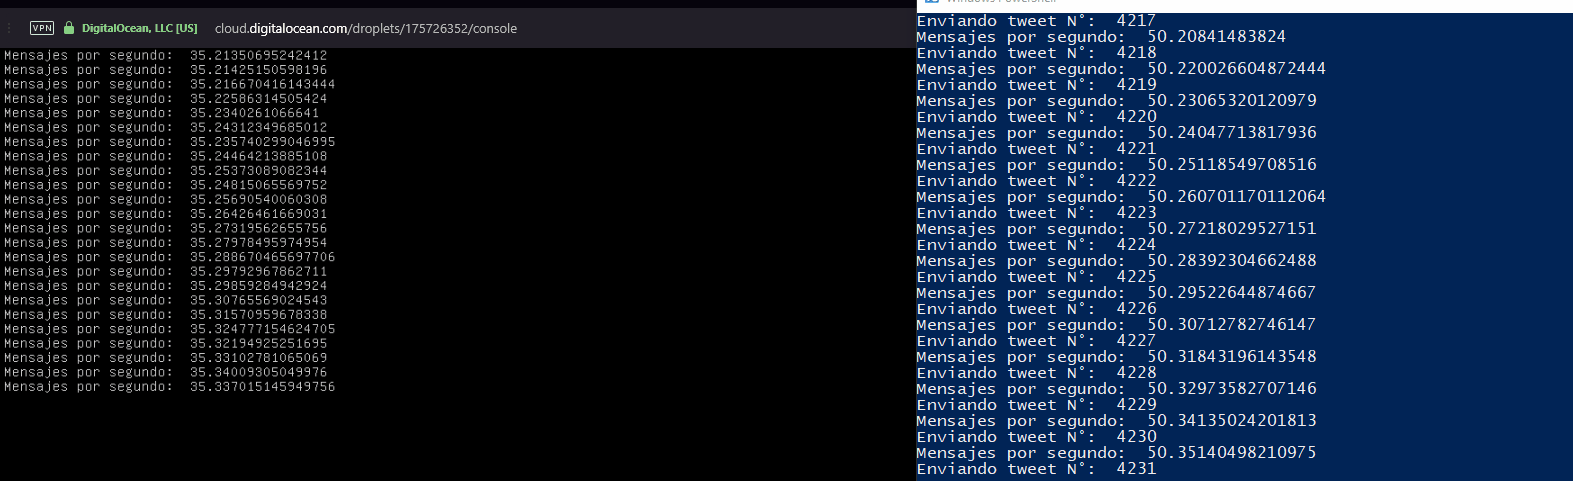 VPN DigitalOcean, LLC [US] cloud.digitalocean.com/droplets/175726352/console
Mensajes por segundo: 35.21350695242412
Mensajes por segundo: 35.21425150598196
Mensajes por segundo: 35.216670416143444
Mensajes por segundo: 35.22586314505424
Mensajes por segundo: 35.2340261066641
Mensajes por segundo: 35.24312349685012
Mensajes por segundo: 35.235740299046995
Mensajes por segundo: 35.24464213885108
Mensajes por segundo: 35.25373089082344
Mensajes por segundo: 35.24815065569752
Mensajes por segundo: 35.25690540060308
Mensajes por segundo: 35.26426461669031
Mensajes por segundo: 35.27319562655756
Mensajes por segundo: 35.27978495974954
Mensajes por segundo: 35.288670465697706
Mensajes por segundo: 35.29792967862711
Mensajes por segundo: 35.29859284942924
Mensajes por segundo: 35.30765569024543
Mensajes por segundo: 35.31570959678338
Mensajes por segundo: 35.324777154624705
Mensajes por segundo: 35.32194925251695
Mensajes por segundo: 35.33102781065069
Mensajes por segundo: 35.34009305049976
Mensajes por segundo: 35.337015145949756
Windows PowerShell
Enviando tweet N°: 4217
Mensajes por segundo: 50.20841483824
Enviando tweet N°: 4218
Mensajes por segundo: 50.220026604872444
Enviando tweet N°: 4219
Mensajes por segundo: 50.23065320120979
Enviando tweet N°: 4220
Mensajes por segundo: 50.24047713817936
Enviando tweet N°: 4221
Mensajes por segundo: 50.25118549708516
Enviando tweet N°: 4222
Mensajes por segundo: 50.260701170112064
Enviando tweet N°: 4223
Mensajes por segundo: 50.27218029527151
Enviando tweet N°: 4224
Mensajes por segundo: 50.28392304662488
Enviando tweet N°: 4225
Mensajes por segundo: 50.29522644874667
Enviando tweet N°: 4226
Mensajes por segundo: 50.30712782746147
Enviando tweet N°: 4227
Mensajes por segundo: 50.31843196143548
Enviando tweet N°: 4228
Mensajes por segundo: 50.32973582707146
Enviando tweet N°: 4229
Mensajes por segundo: 50.34135024201813
Enviando tweet N°: 4230
Mensajes por segundo: 50.35140498210975
Enviando tweet N°: 4231